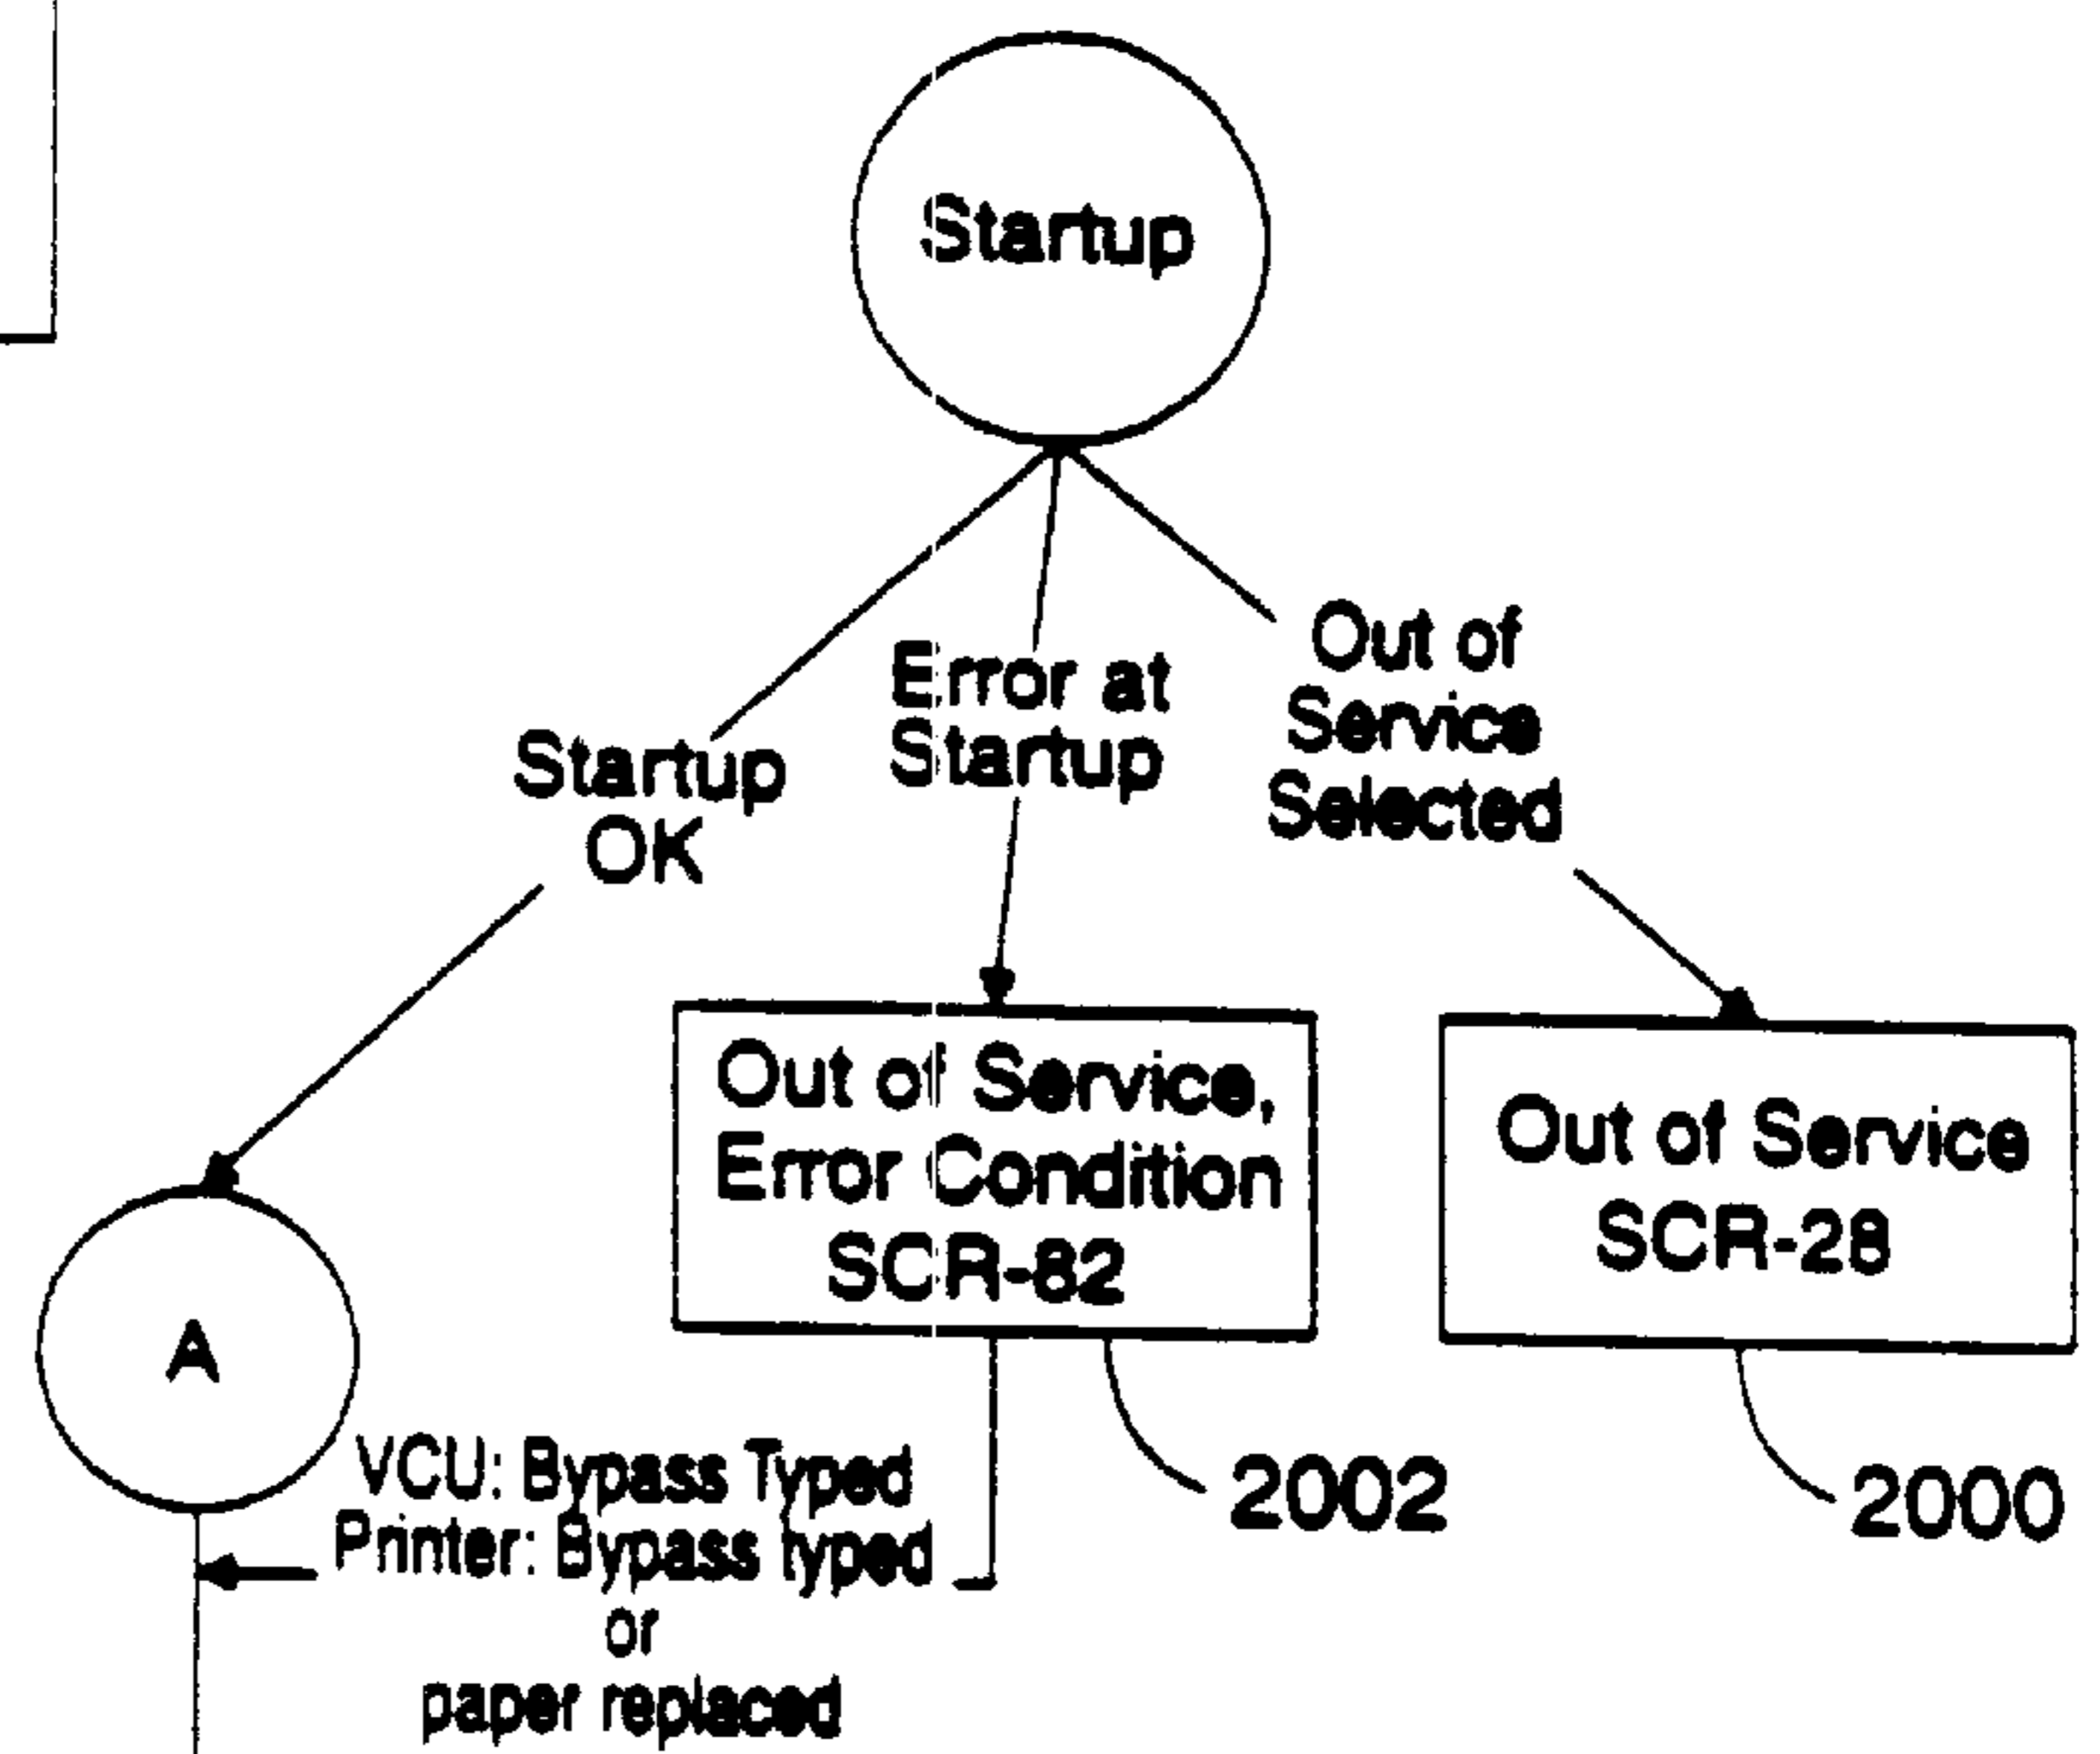 Startup
Startup
OK
Error at
Startup
Out of
Service
Selected
Out of Service,
Error Condition
SCR-82
Out of Service
SCR-28
A
VCU: Bypass Typed
Printer: Bypass typed
or
paper replaced
2002
2000